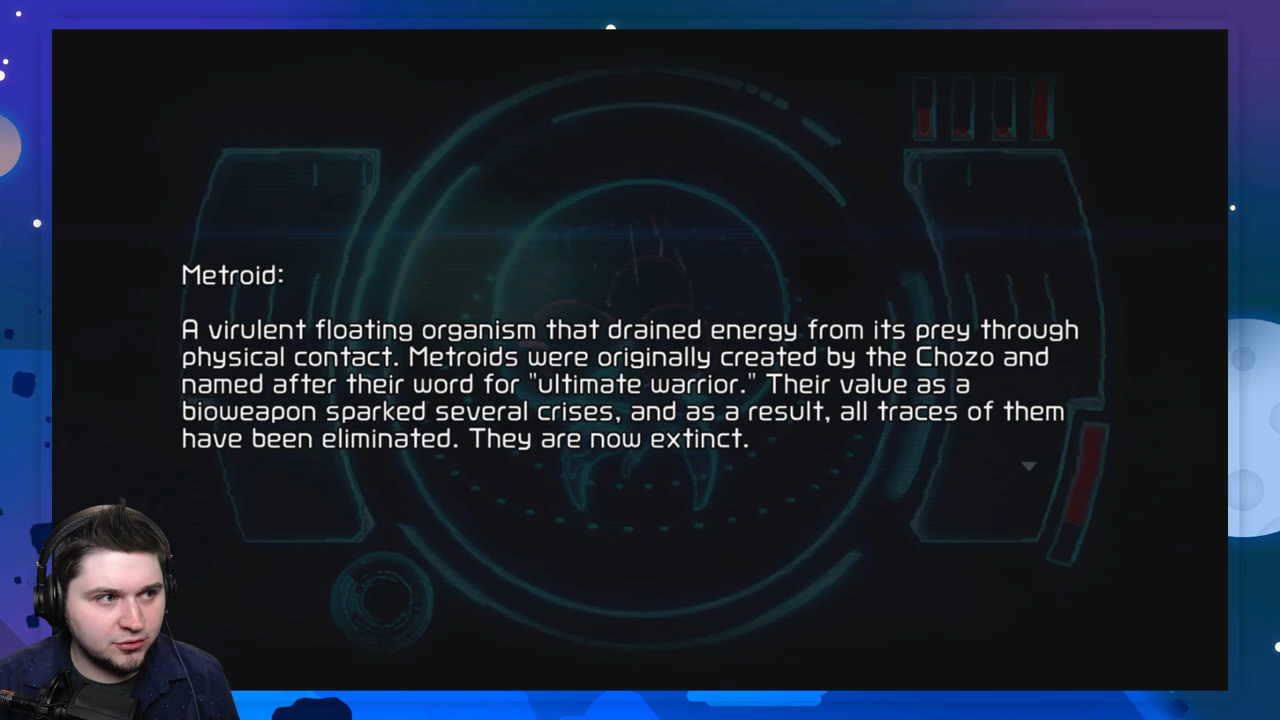 Metroid:
A virulent floating organism that drained energy from its prey through
physical contact. Metroids were originally created by the Chozo and
named after their word for "ultimate warrior." Their value as a
bioweapon sparked several crises, and as a result, all traces of them
have been eliminated. They are now extinct.